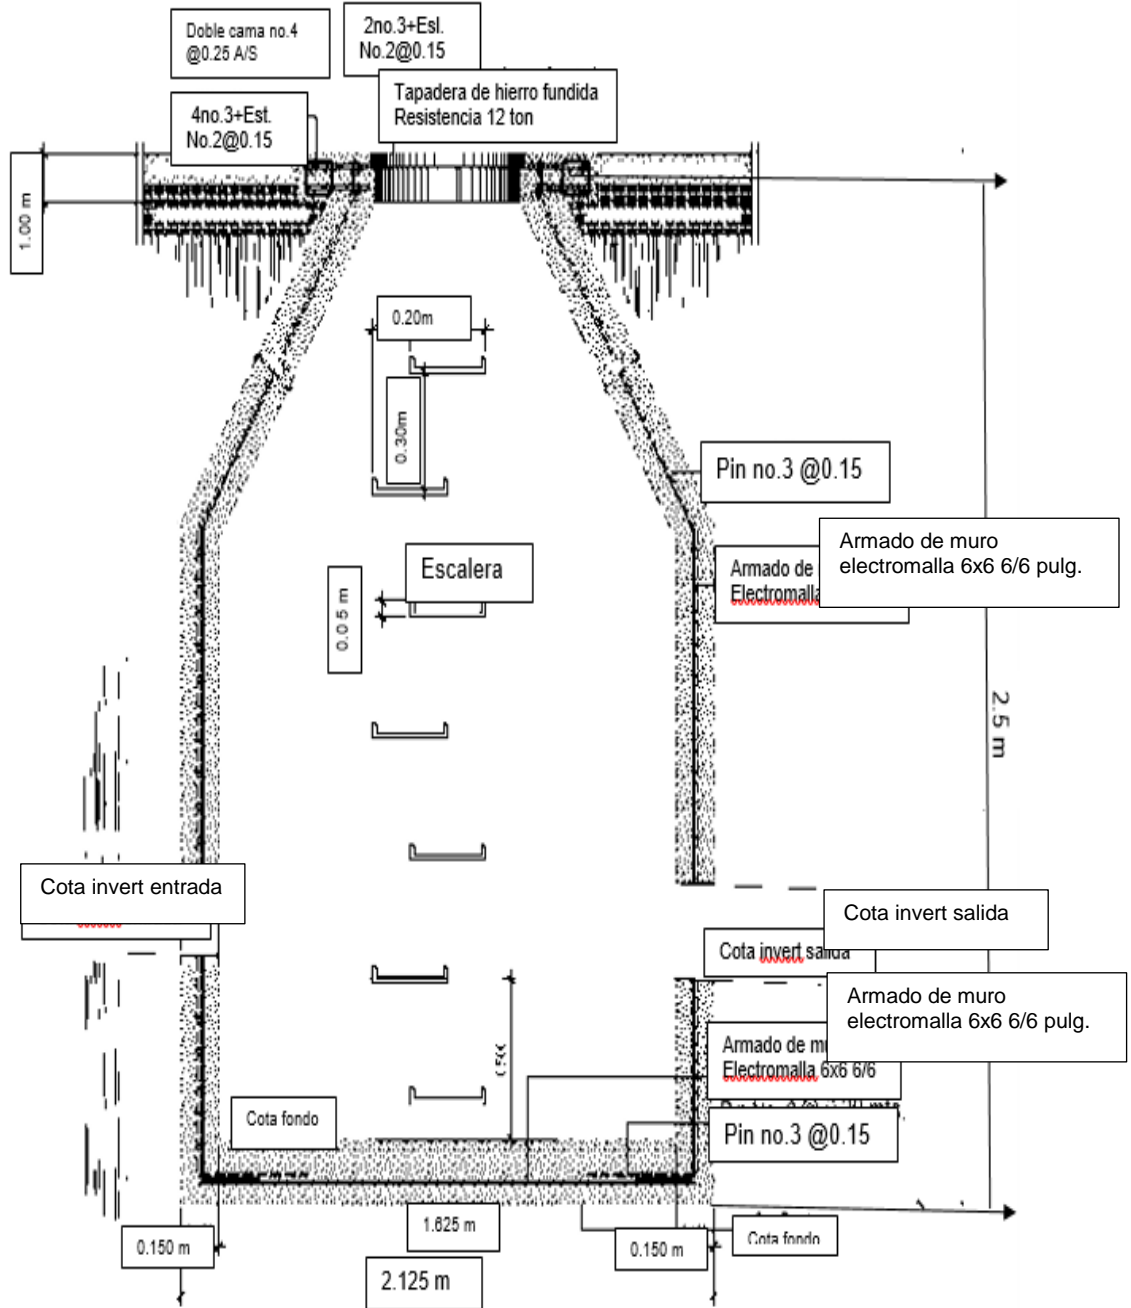 Doble cama no.4
@0.25 A/S
2no.3+Esl.
No.2@0.15
Tapadera de hierro fundida
Resistencia 12 ton
4no.3+Est.
No.2@0.15
1.00 m
0.20m
0.30m
Pin no.3 @0.15
Armado de muro
electromalla 6x6 6/6 pulg.
Armado de
Electromalla
Escalera
0.05 m
2.5 m
Cota invert entrada
Cota invert salida
Cota invert salida
Armado de muro
electromalla 6x6 6/6 pulg.
Armado de
Electromalla 6x6 6/6
Pin no.3 @0.15
Cota fondo
1.625 m
0.150 m
0.150 m
Cota fondo
2.125 m